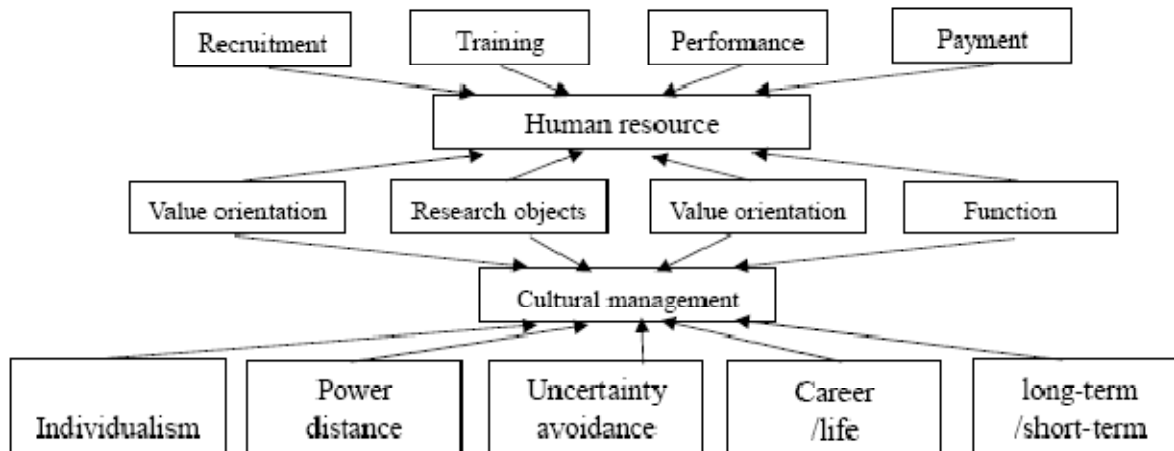 Recruitment
Training
Performance
Payment
Human resource
Value orientation
Research objects
Value orientation
Function
Cultural management
Individualism
Power
distance
Uncertainty
avoidance
Career
/life
long-term
/short-term